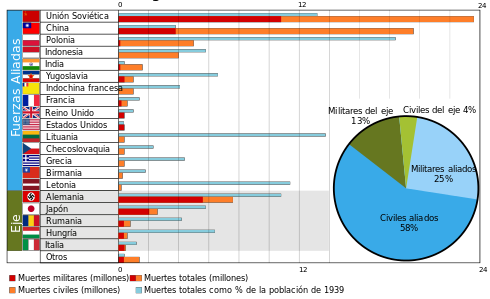 0 12 24
Fuerzas Aliadas
Unión Soviética
China
Polonia
Indonesia
India
Yugoslavia
Indochina francesa
Francia
Reino Unido
Estados Unidos
Lituania
Checoslovaquia
Grecia
Birmania
Letonia
Eje
Alemania
Japón
Rumania
Hungría
Italia
Otros
Militares del eje
13%
Civiles del eje 4%
Militares aliados
25%
Civiles aliados
58%
0 12 24
Muertes militares (millones) Muertes totales (millones)
Muertes civiles (millones) Muertes totales como % de la población de 1939